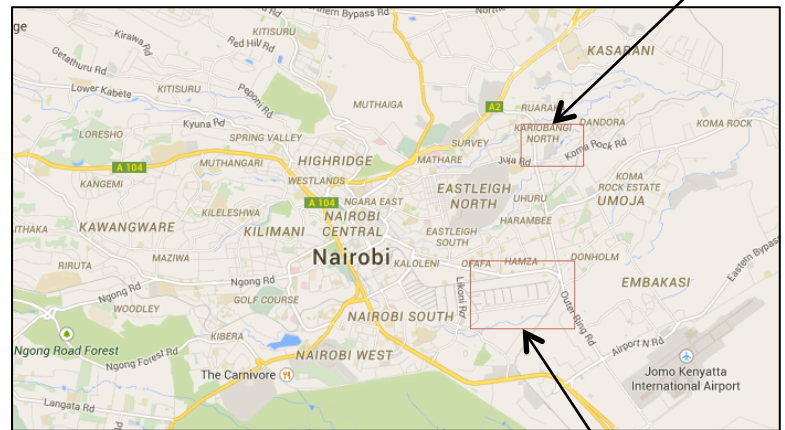 ern Bypass Rd
North
ge
Kirawa Rd
KITISURU
Red Hill Rd
Getathuru Rd
KASARANI
Lower Kabete
KITISURU
Peponi Rd
MUTHAIGA
A2
RUARAK
Kyuna Rd
KARIOBANGI
NORTH
DANDORA
KOMA ROCK
LORESHO
SPRING VALLEY
SURVEY
Juja Rd
Koma Rock Rd
A 104
MUTHANGARI
HIGHRIDGE
MATHARE
KANGEMI
WESTLANDS
EASTLEIGH
NORTH
KOMA
ROCK ESTATE
A 104
NGARA EAST
UHURU
UMOJA
KILELESHWA
NAIROBI
CENTRAL
HARAMBEE
ITHAKA
KAWANGWARE
KILIMANI
EASTLEIGH
SOUTH
RIRUTA
MAZIWA
Nairobi
KALOLENI
OFAFA
HAMZA
DONHOLM
Eastern Bypass
Ngong Rd
Ngong Rd
Likoni Rd
EMBAKASI
WOODLEY
GOLF COURSE
Outer Ring Rd
NAIROBI SOUTH
KIBERA
Airport N Rd
Ngong Road Forest
Ngong Forest Rd
NAIROBI WEST
The Carnivore
Jomo Kenyatta
International Airport
Langata Rd